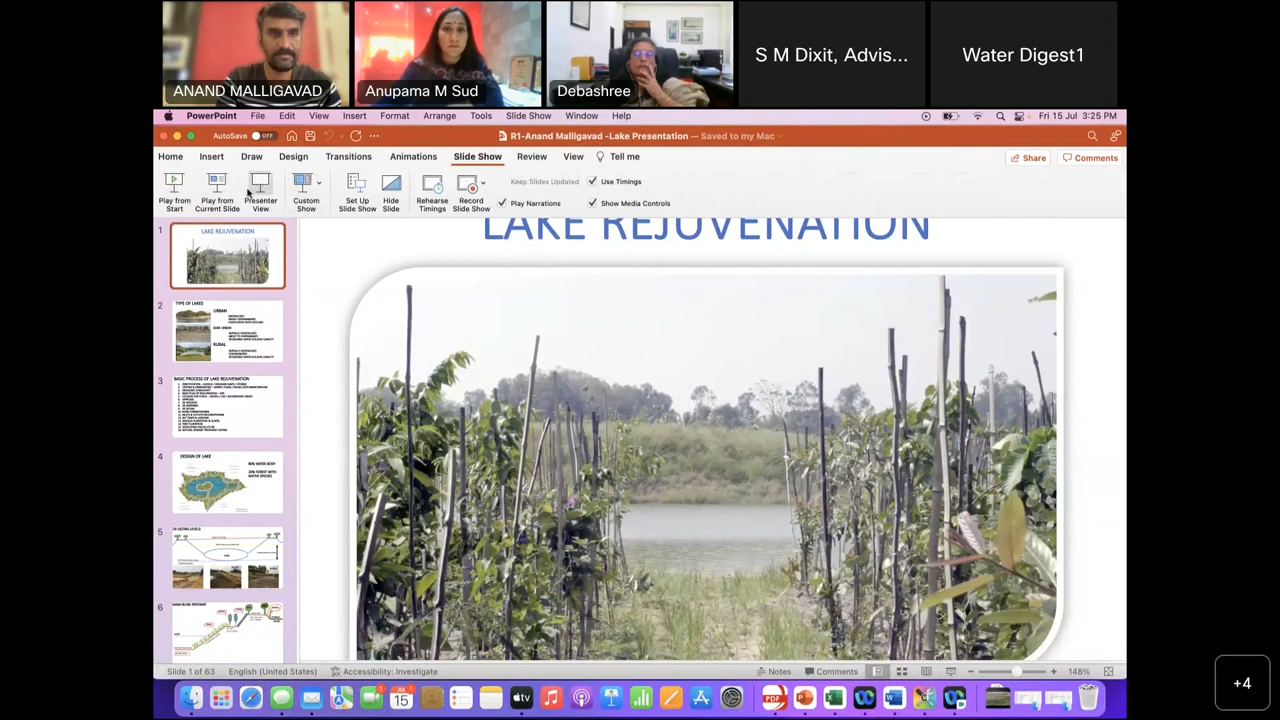 ANAND MALLIGAVAD
Anupama M Sud
Debashree
S M Dixit, Advis...
Water Digest1
PowerPoint File Edit View Insert Format Arrange Tools Slide Show Window Help
Fri 15 Jul 3:25 PM
AutoSave OFF
R1-Anand Malligavad -Lake Presentation — Saved to my Mac
Home Insert Draw Design Transitions Animations Slide Show Review View Tell me
Share Comments
Play from Start
Play from Current Slide
Presenter View
Custom Show
Set Up Slide Show
Hide Slide
Rehearse Timings
Record Slide Show
Keep Slides Updated
Play Narrations
Use Timings
Show Media Controls
1
LAKE REJUVENATION
2
TYPE OF LAKES
URBAN
SEMI URBAN
RURAL
3
BASIC PROCESS OF LAKE REJUVENATION
4
DESIGN OF LAKE
5
6
LAKE REJUVENATION
Slide 1 of 63
English (United States)
Accessibility: Investigate
Notes
Comments
148%
JUL
15
tv
PDF
+4